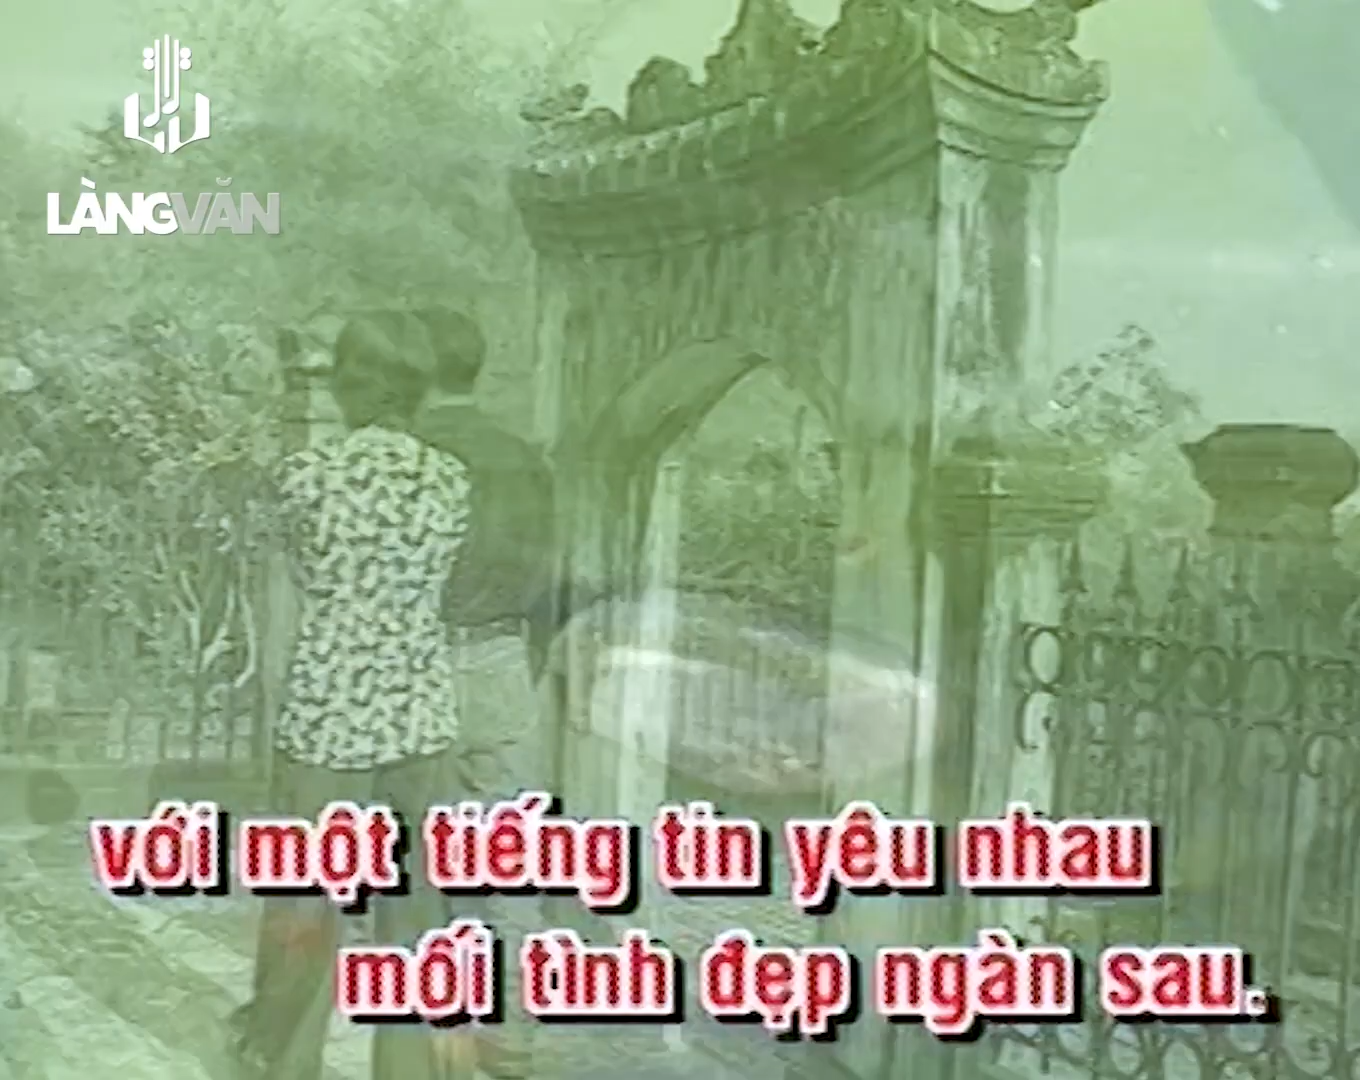 LÀNGVĂN
với một tiếng tin yêu nhau
mối tình đẹp ngàn sau.